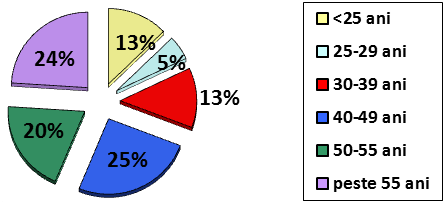 13%
5%
13%
25%
20%
24%
<25 ani
25-29 ani
30-39 ani
40-49 ani
50-55 ani
peste 55 ani